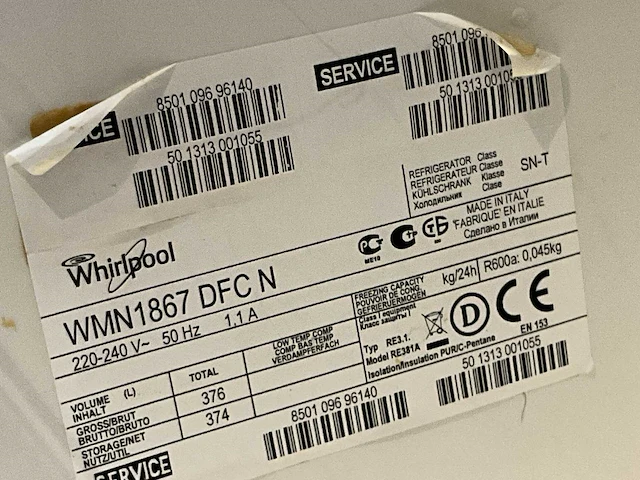 SERVICE
8501 096
50 1313 00105
CE
8501 096 96140
50 1313 001055
REFRIGERATOR Class
REFRIGERATEUR Classe
KÜHLSCHRANK Klasse
Холодильник Clase
SN-T
Whirlpool
MADE IN ITALY
'FABRIQUE' EN ITALIE
Сделано в Италии
WMN1867 DFC N
220-240 V~ 50 Hz 1,1 A
FREEZING CAPACITY
POUVOIR DE CONG.
GEFRIERUERMOGEN
kg/24h
R600a: 0,045kg
Class I equipment
Класс защиты I
Typ RE3.1.
Model RE381A
D
CE
EN 153
Isolation/Insulation PUR/C-Pentane
LOW TEMP COMP
COMP BAS TEMP
VERDAMPFERFACH
VOLUME (L)
INHALT
TOTAL
GROSS/BRUT
BRUTTO/BRUTO
376
STORAGE/NET
NUTZ/UTIL
374
8501 096 96140
50 1313 001055
SERVICE